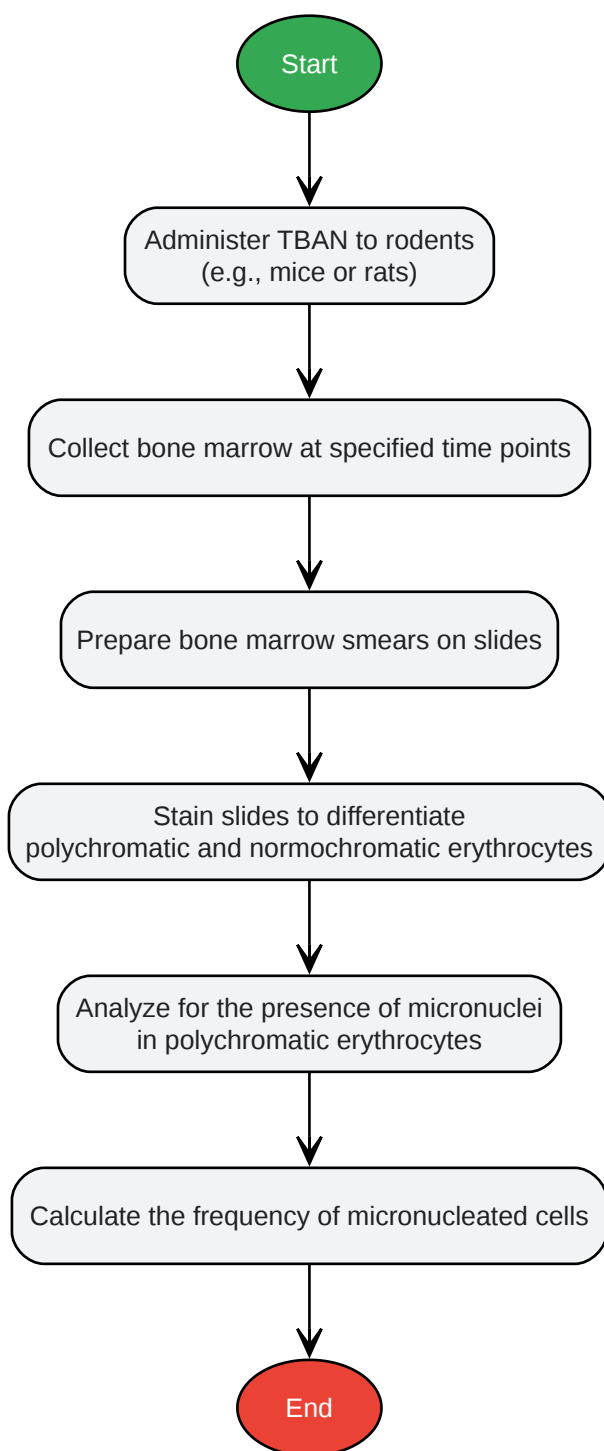 Start
Administer TBAN to rodents
(e.g., mice or rats)
Collect bone marrow at specified time points
Prepare bone marrow smears on slides
Stain slides to differentiate
polychromatic and normochromatic erythrocytes
Analyze for the presence of micronuclei
in polychromatic erythrocytes
Calculate the frequency of micronucleated cells
End